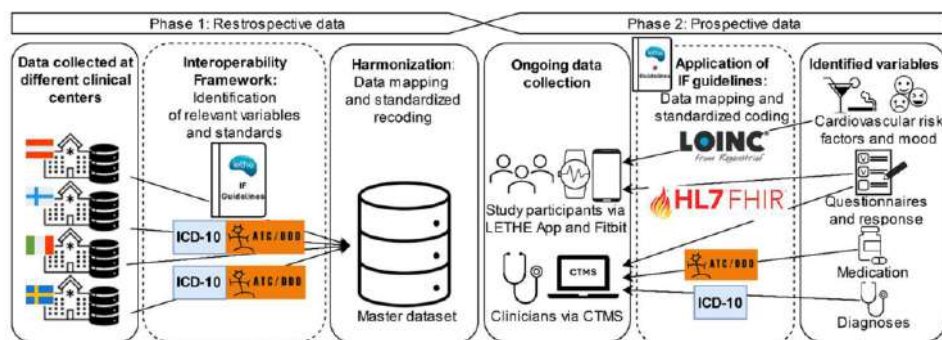 Phase 1: Restrospective data
Phase 2: Prospective data
Data collected at
different clinical
centers
Interoperability
Framework:
Identification
of relevant variables
and standards
lethe
IF
Guidelines
ICD-10
ATC/DDD
ICD-10
ATC/DDD
Harmonization:
Data mapping
and standardized
recoding
Master dataset
Ongoing data
collection
Study participants via
LETHE App and Fitbit
CTMS
Clinicians via CTMS
Guidelines
Application of
IF guidelines:
Data mapping and
standardized coding
LOINC®
from Regenstrief
HL7 FHIR
ATC/DDD
ICD-10
Identified variables
Cardiovascular risk
factors and mood
Questionnaires
and response
Medication
Diagnoses